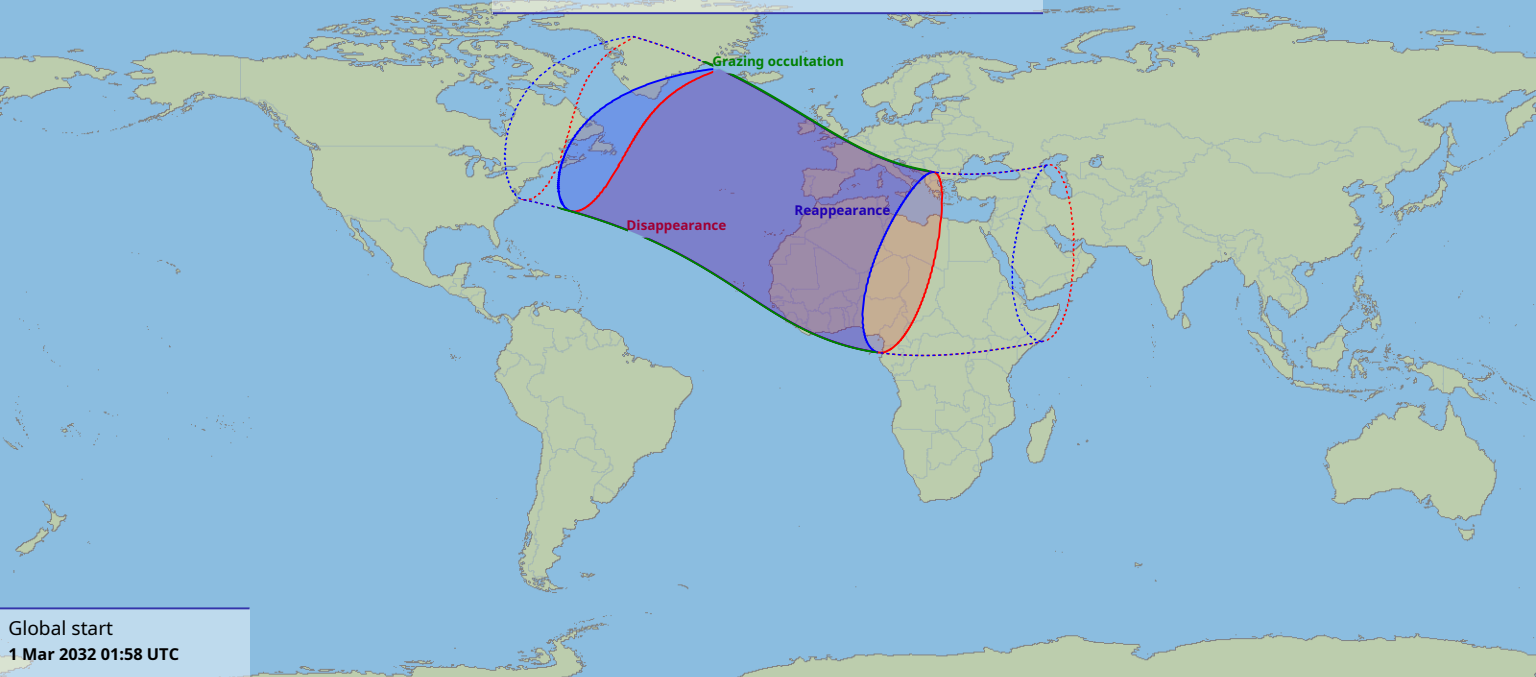 Grazing occultation
Reappearance
Disappearance
Global start
1 Mar 2032 01:58 UTC